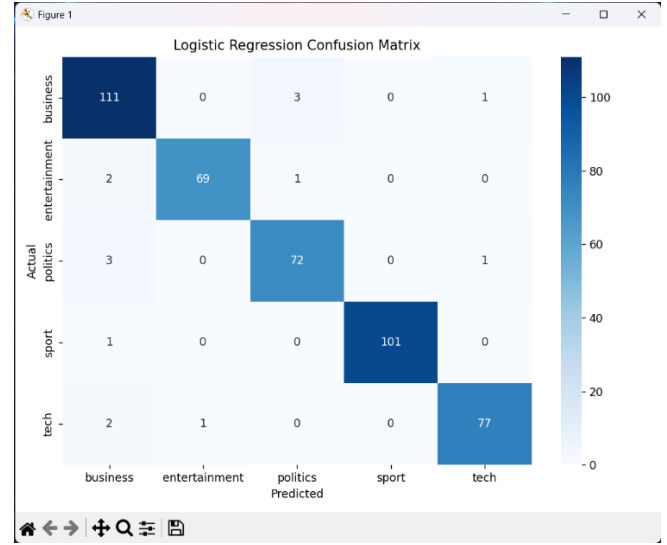 Figure 1
Logistic Regression Confusion Matrix
business 111 0 3 0 1
entertainment 2 69 1 0 0
politics 3 0 72 0 1
sport 1 0 0 101 0
tech 2 1 0 0 77
Actual
business entertainment politics sport tech
Predicted
100
80
60
40
20
0